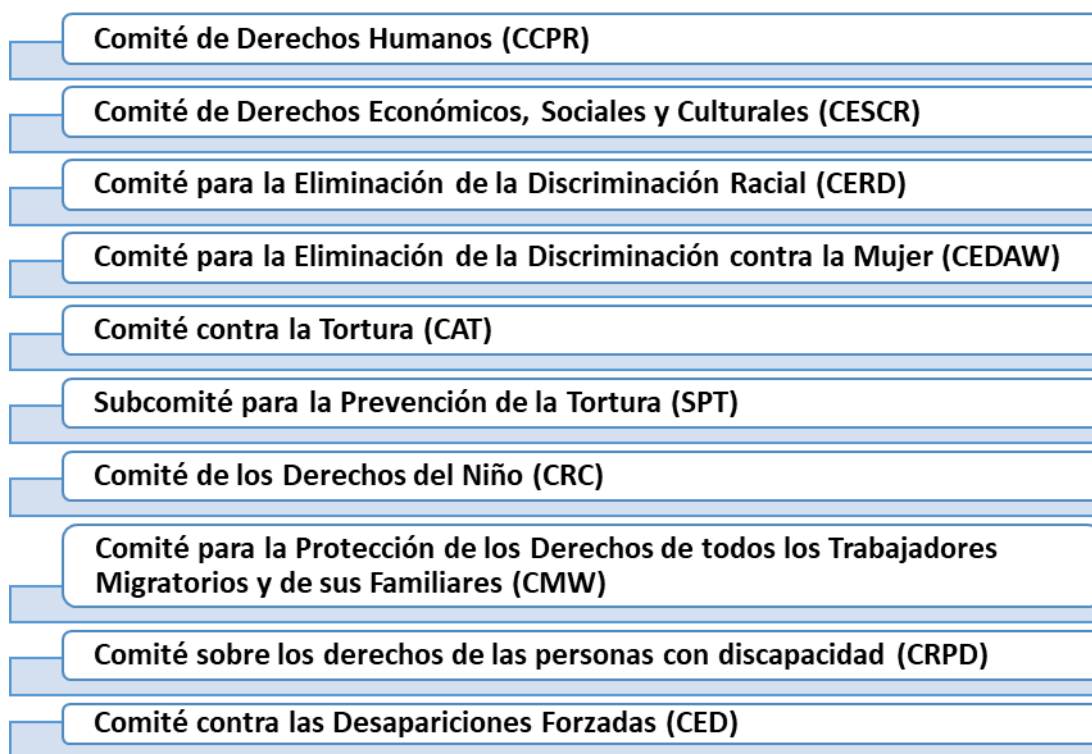 Comité de Derechos Humanos (CCPR)
Comité de Derechos Económicos, Sociales y Culturales (CESCR)
Comité para la Eliminación de la Discriminación Racial (CERD)
Comité para la Eliminación de la Discriminación contra la Mujer (CEDAW)
Comité contra la Tortura (CAT)
Subcomité para la Prevención de la Tortura (SPT)
Comité de los Derechos del Niño (CRC)
Comité para la Protección de los Derechos de todos los Trabajadores
Migratorios y de sus Familiares (CMW)
Comité sobre los derechos de las personas con discapacidad (CRPD)
Comité contra las Desapariciones Forzadas (CED)